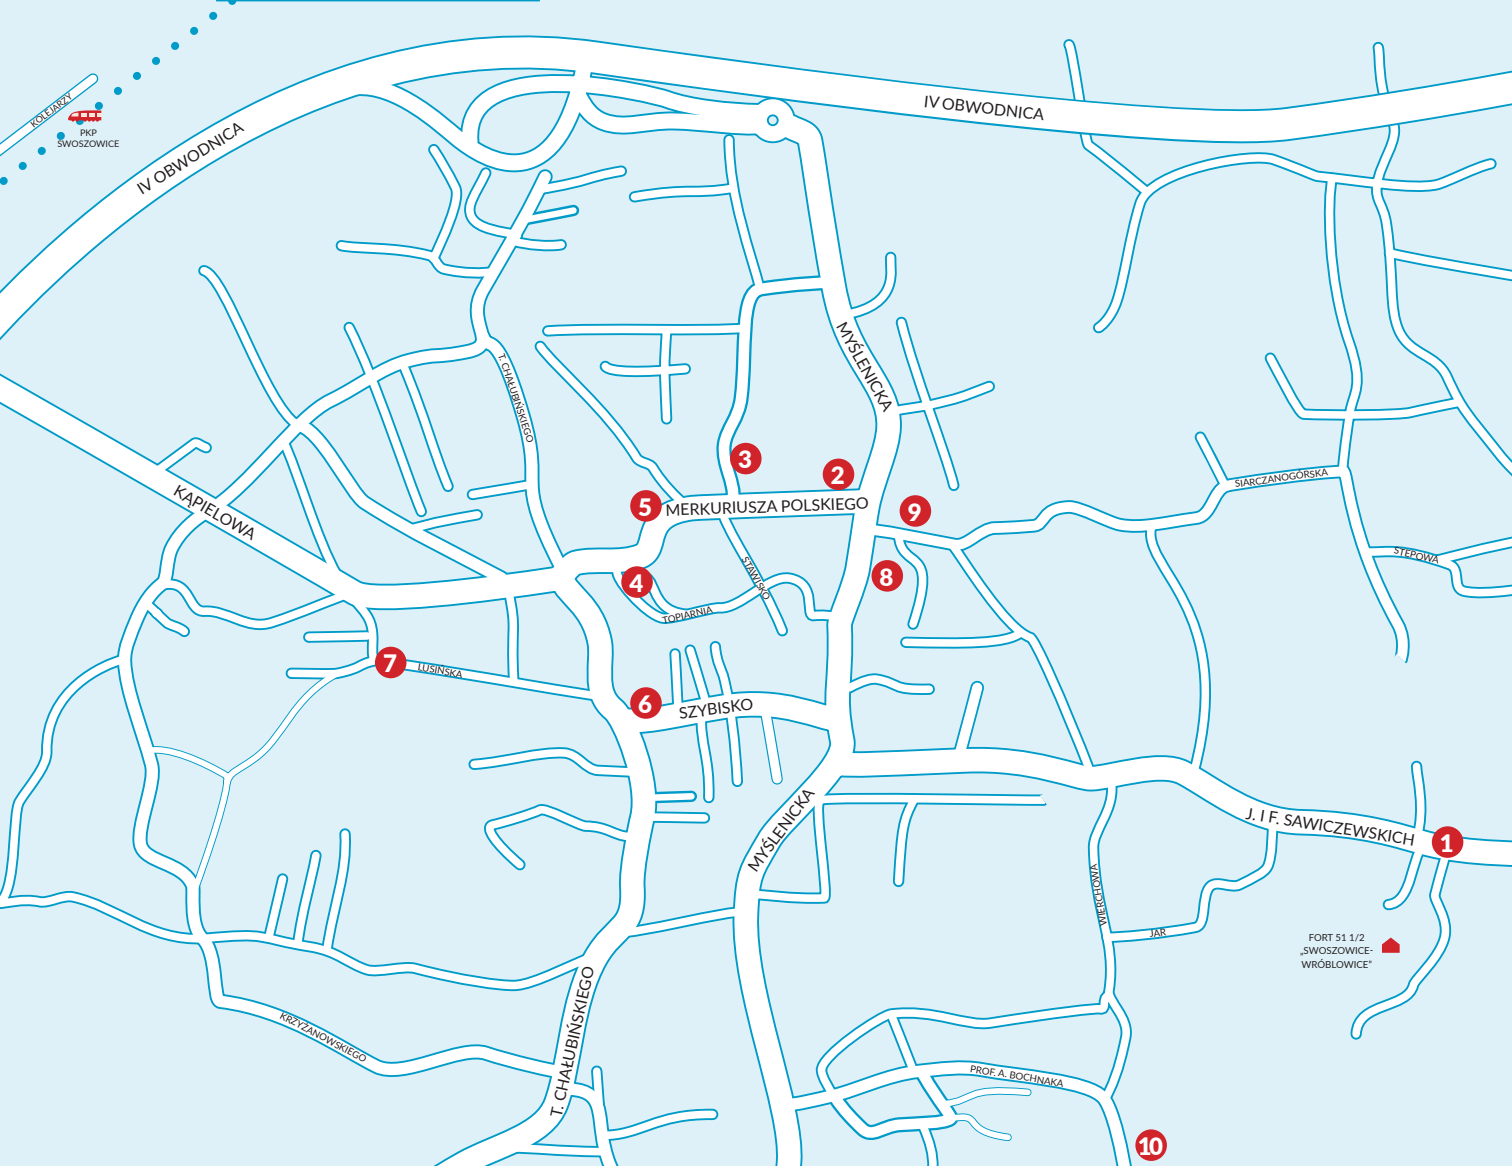 KOLEJARZY
PKP
SWOSZOWICE
IV OBWODNICA
IV OBWODNICA
MYŚLENICKA
T. CHAŁUBIŃSKIEGO
KĄPIELOWA
3
2
5
MERKURIUSZA POLSKIEGO
9
SIARCZANOGÓRSKA
STEPOWA
4
STAWISKO
8
TOPIARNIA
7
LUSIŃSKA
6
SZYBISKO
MYŚLENICKA
J. I F. SAWICZEWSKICH
1
WIERCHOWA
JAR
FORT 51 1/2
„SWOSZOWICE-
WRÓBLOWICE”
KRZYŻANOWSKIEGO
T. CHAŁUBIŃSKIEGO
PROF. A. BOCHNAKA
10